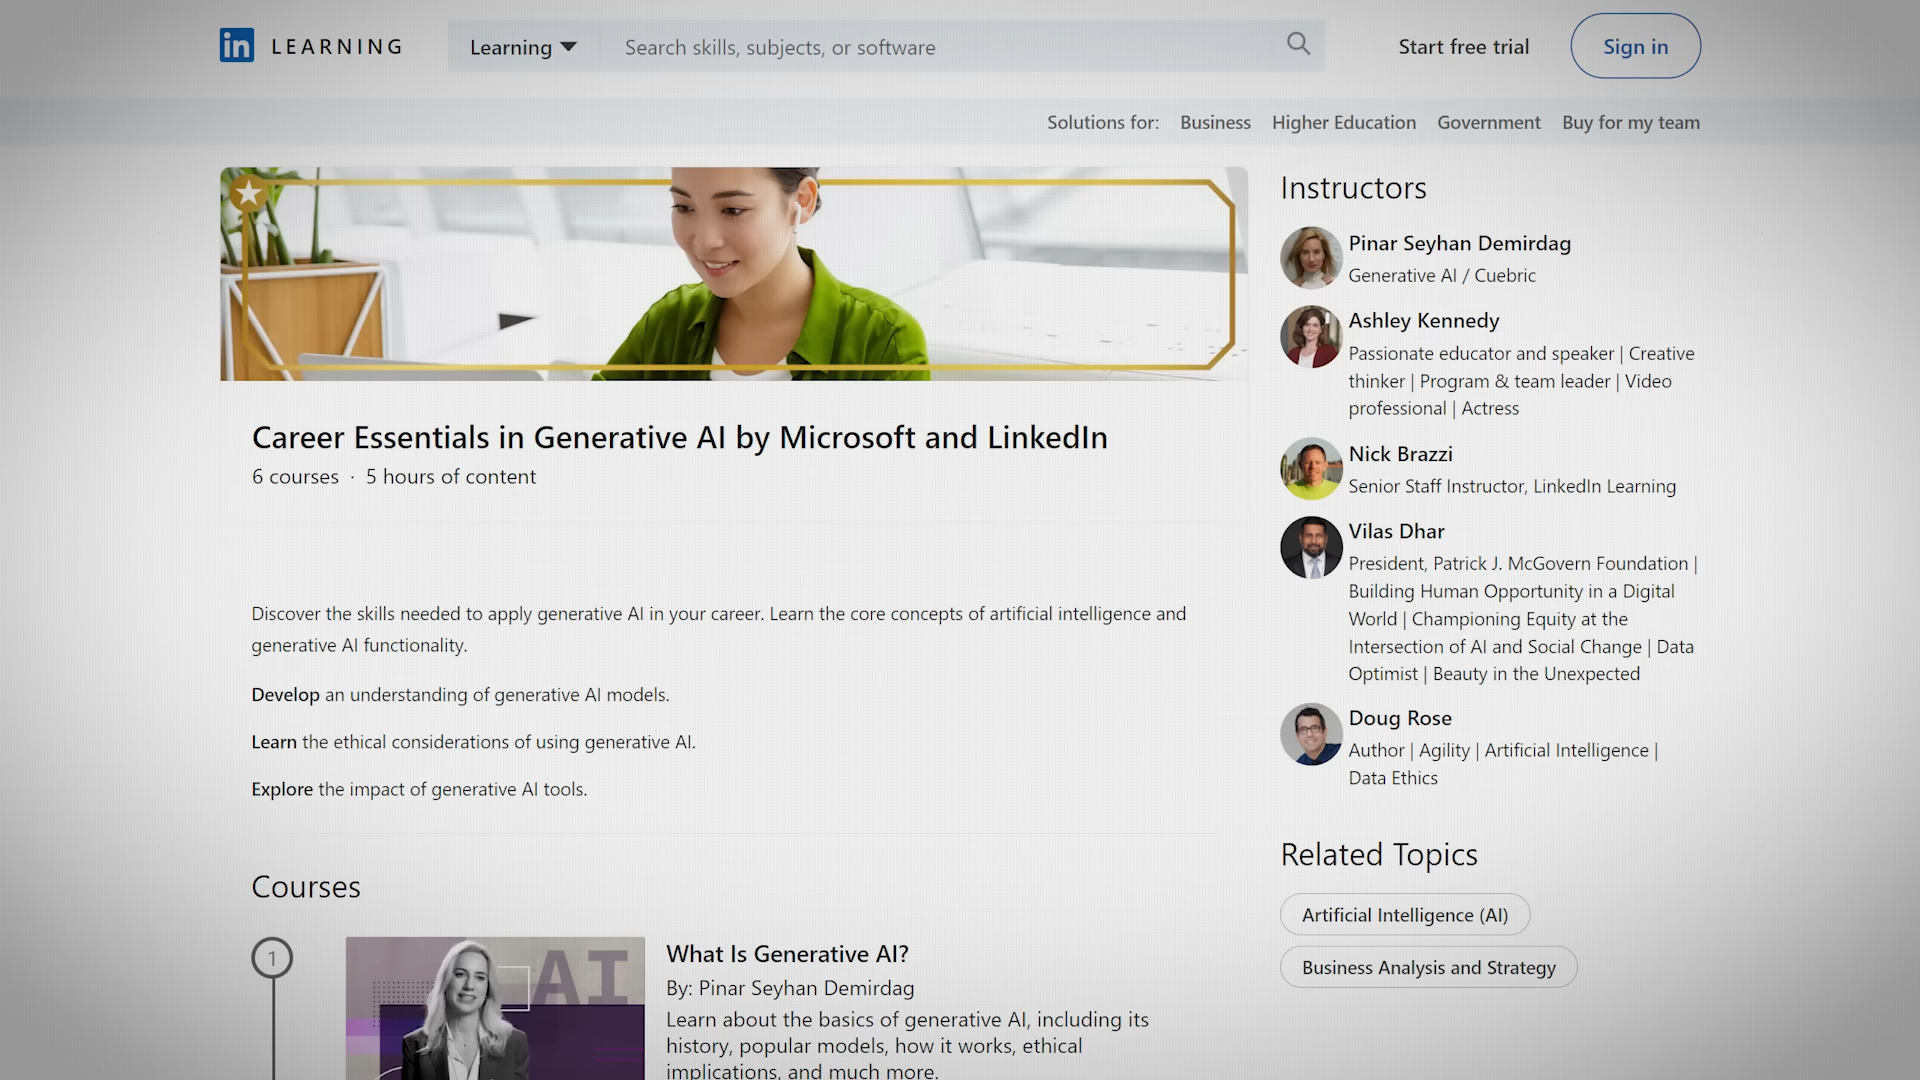 in LEARNING
Learning
Search skills, subjects, or software
Start free trial
Sign in
Solutions for: Business Higher Education Government Buy for my team
Career Essentials in Generative AI by Microsoft and LinkedIn
6 courses · 5 hours of content
Discover the skills needed to apply generative AI in your career. Learn the core concepts of artificial intelligence and
generative AI functionality.
Develop an understanding of generative AI models.
Learn the ethical considerations of using generative AI.
Explore the impact of generative AI tools.
Courses
1
AI
What Is Generative AI?
By: Pinar Seyhan Demirdag
Learn about the basics of generative AI, including its
history, popular models, how it works, ethical
implications, and much more.
Instructors
Pinar Seyhan Demirdag
Generative AI / Cuebric
Ashley Kennedy
Passionate educator and speaker | Creative
thinker | Program & team leader | Video
professional | Actress
Nick Brazzi
Senior Staff Instructor, LinkedIn Learning
Vilas Dhar
President, Patrick J. McGovern Foundation |
Building Human Opportunity in a Digital
World | Championing Equity at the
Intersection of AI and Social Change | Data
Optimist | Beauty in the Unexpected
Doug Rose
Author | Agility | Artificial Intelligence |
Data Ethics
Related Topics
Artificial Intelligence (AI)
Business Analysis and Strategy